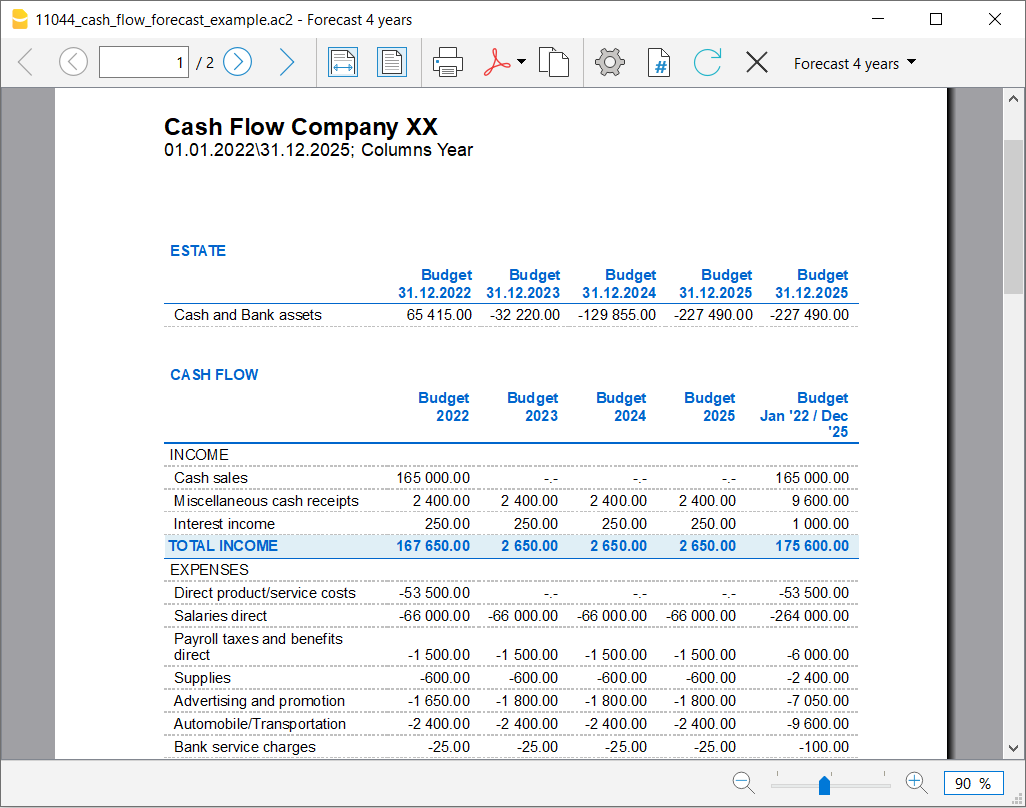 11044_cash_flow_forecast_example.ac2 - Forecast 4 years
1 / 2 # Forecast 4 years
Cash Flow Company XX
01.01.2022\31.12.2025; Columns Year
ESTATE
Budget Budget Budget Budget Budget
31.12.2022 31.12.2023 31.12.2024 31.12.2025 31.12.2025
Cash and Bank assets 65 415.00 -32 220.00 -129 855.00 -227 490.00 -227 490.00
CASH FLOW
Budget Budget Budget Budget Budget
2022 2023 2024 2025 Jan '22 / Dec
'25
INCOME
Cash sales 165 000.00 -.- -.- -.- 165 000.00
Miscellaneous cash receipts 2 400.00 2 400.00 2 400.00 2 400.00 9 600.00
Interest income 250.00 250.00 250.00 250.00 1 000.00
TOTAL INCOME 167 650.00 2 650.00 2 650.00 2 650.00 175 600.00
EXPENSES
Direct product/service costs -53 500.00 -.- -.- -.- -53 500.00
Salaries direct -66 000.00 -66 000.00 -66 000.00 -66 000.00 -264 000.00
Payroll taxes and benefits
direct -1 500.00 -1 500.00 -1 500.00 -1 500.00 -6 000.00
Supplies -600.00 -600.00 -600.00 -600.00 -2 400.00
Advertising and promotion -1 650.00 -1 800.00 -1 800.00 -1 800.00 -7 050.00
Automobile/Transportation -2 400.00 -2 400.00 -2 400.00 -2 400.00 -9 600.00
Bank service charges -25.00 -25.00 -25.00 -25.00 -100.00
90 %